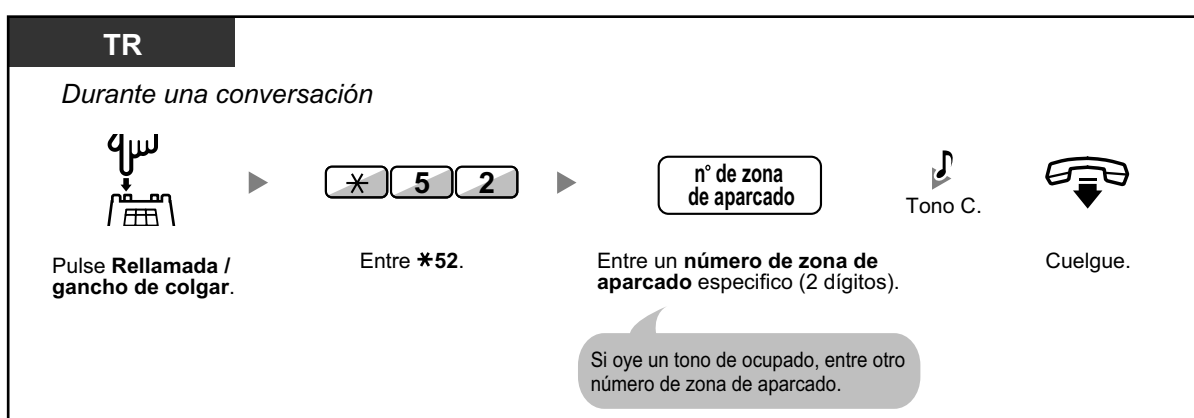 TR
Durante una conversación
✕ 5 2
n° de zona
de aparcado
Tono C.
Pulse Rellamada /
gancho de colgar.
Entre ✕52.
Entre un número de zona de
aparcado especifico (2 dígitos).
Cuelgue.
Si oye un tono de ocupado, entre otro
número de zona de aparcado.